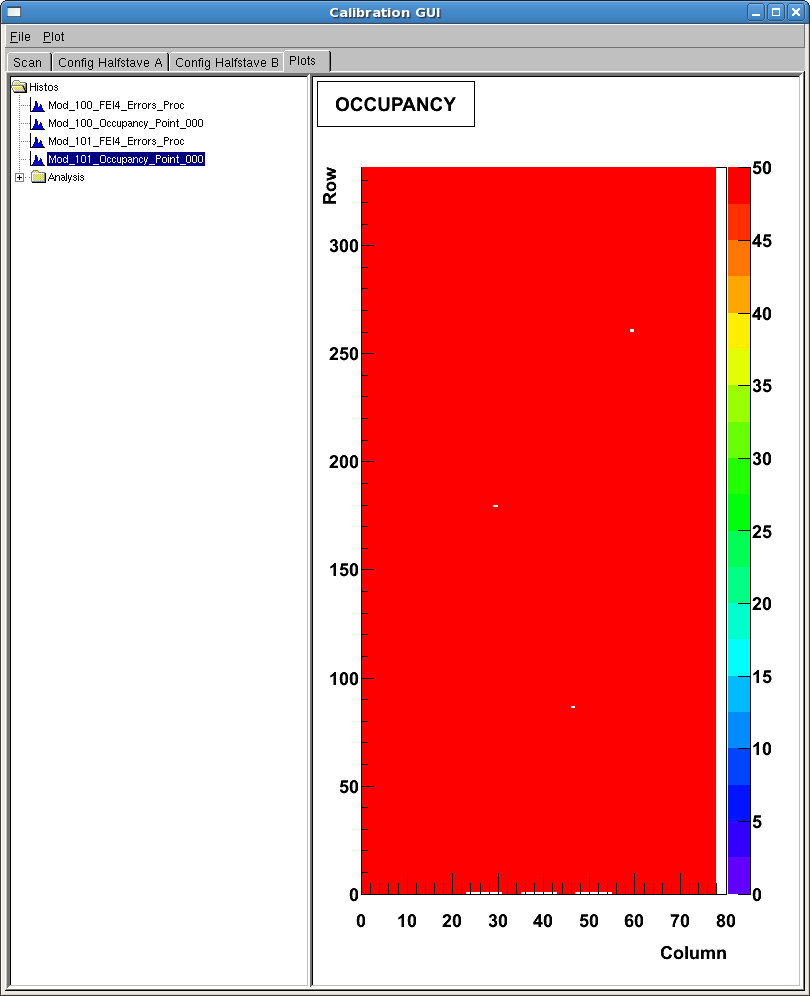 Calibration GUI
File Plot
Scan Config Halfstave A Config Halfstave B Plots
Histos
Mod_100_FEI4_Errors_Proc
Mod_100_Occupancy_Point_000
Mod_101_FEI4_Errors_Proc
Mod_101_Occupancy_Point_000
Analysis
OCCUPANCY
Row
300
250
200
150
100
50
0
0 10 20 30 40 50 60 70 80
Column
50
45
40
35
30
25
20
15
10
5
0